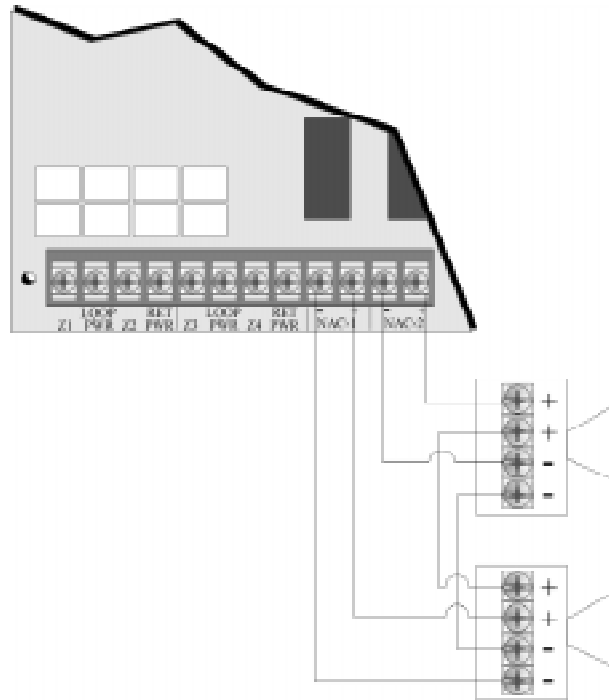 LOOP RET LOOP RET
Z1 PWR Z2 PWR Z3 PWR Z4 PWR NAC-1 NAC-2
- + - +
+
+
-
-
+
+
-
-